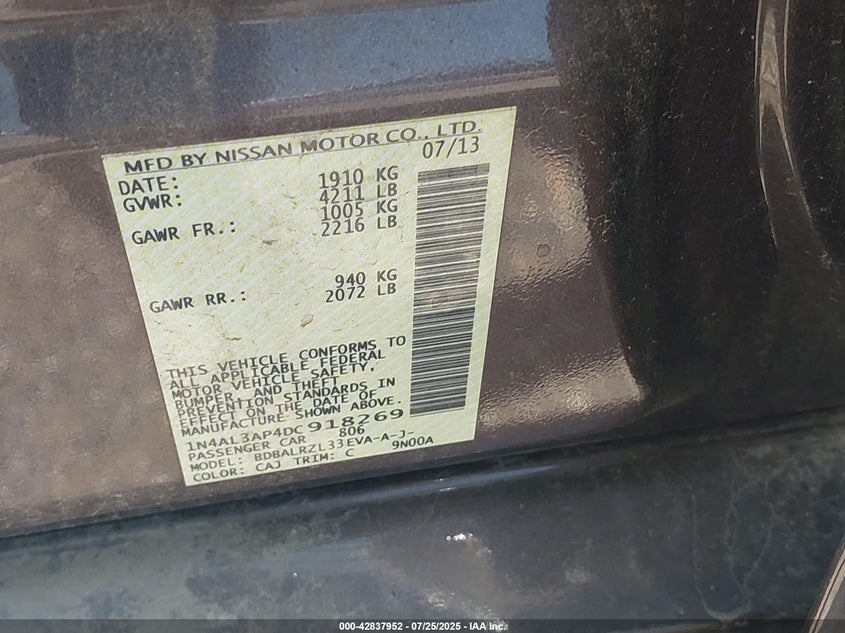 MFD BY NISSAN MOTOR CO., LTD.
DATE: 07/13
GVWR: 1910 KG
4211 LB
GAWR FR.: 1005 KG
2216 LB
GAWR RR.: 940 KG
2072 LB
THIS VEHICLE CONFORMS TO
ALL APPLICABLE FEDERAL
MOTOR VEHICLE SAFETY,
BUMPER, AND THEFT
PREVENTION STANDARDS IN
EFFECT ON THE DATE OF
MANUFACTURE SHOWN ABOVE.
1N4AL3AP4DC918269
PASSENGER CAR 806
MODEL: BDBALRZL33EVA-A-J-
COLOR: CAJ TRIM: C 9N00A
000-42837952 - 07/25/2025 - IAA Inc.